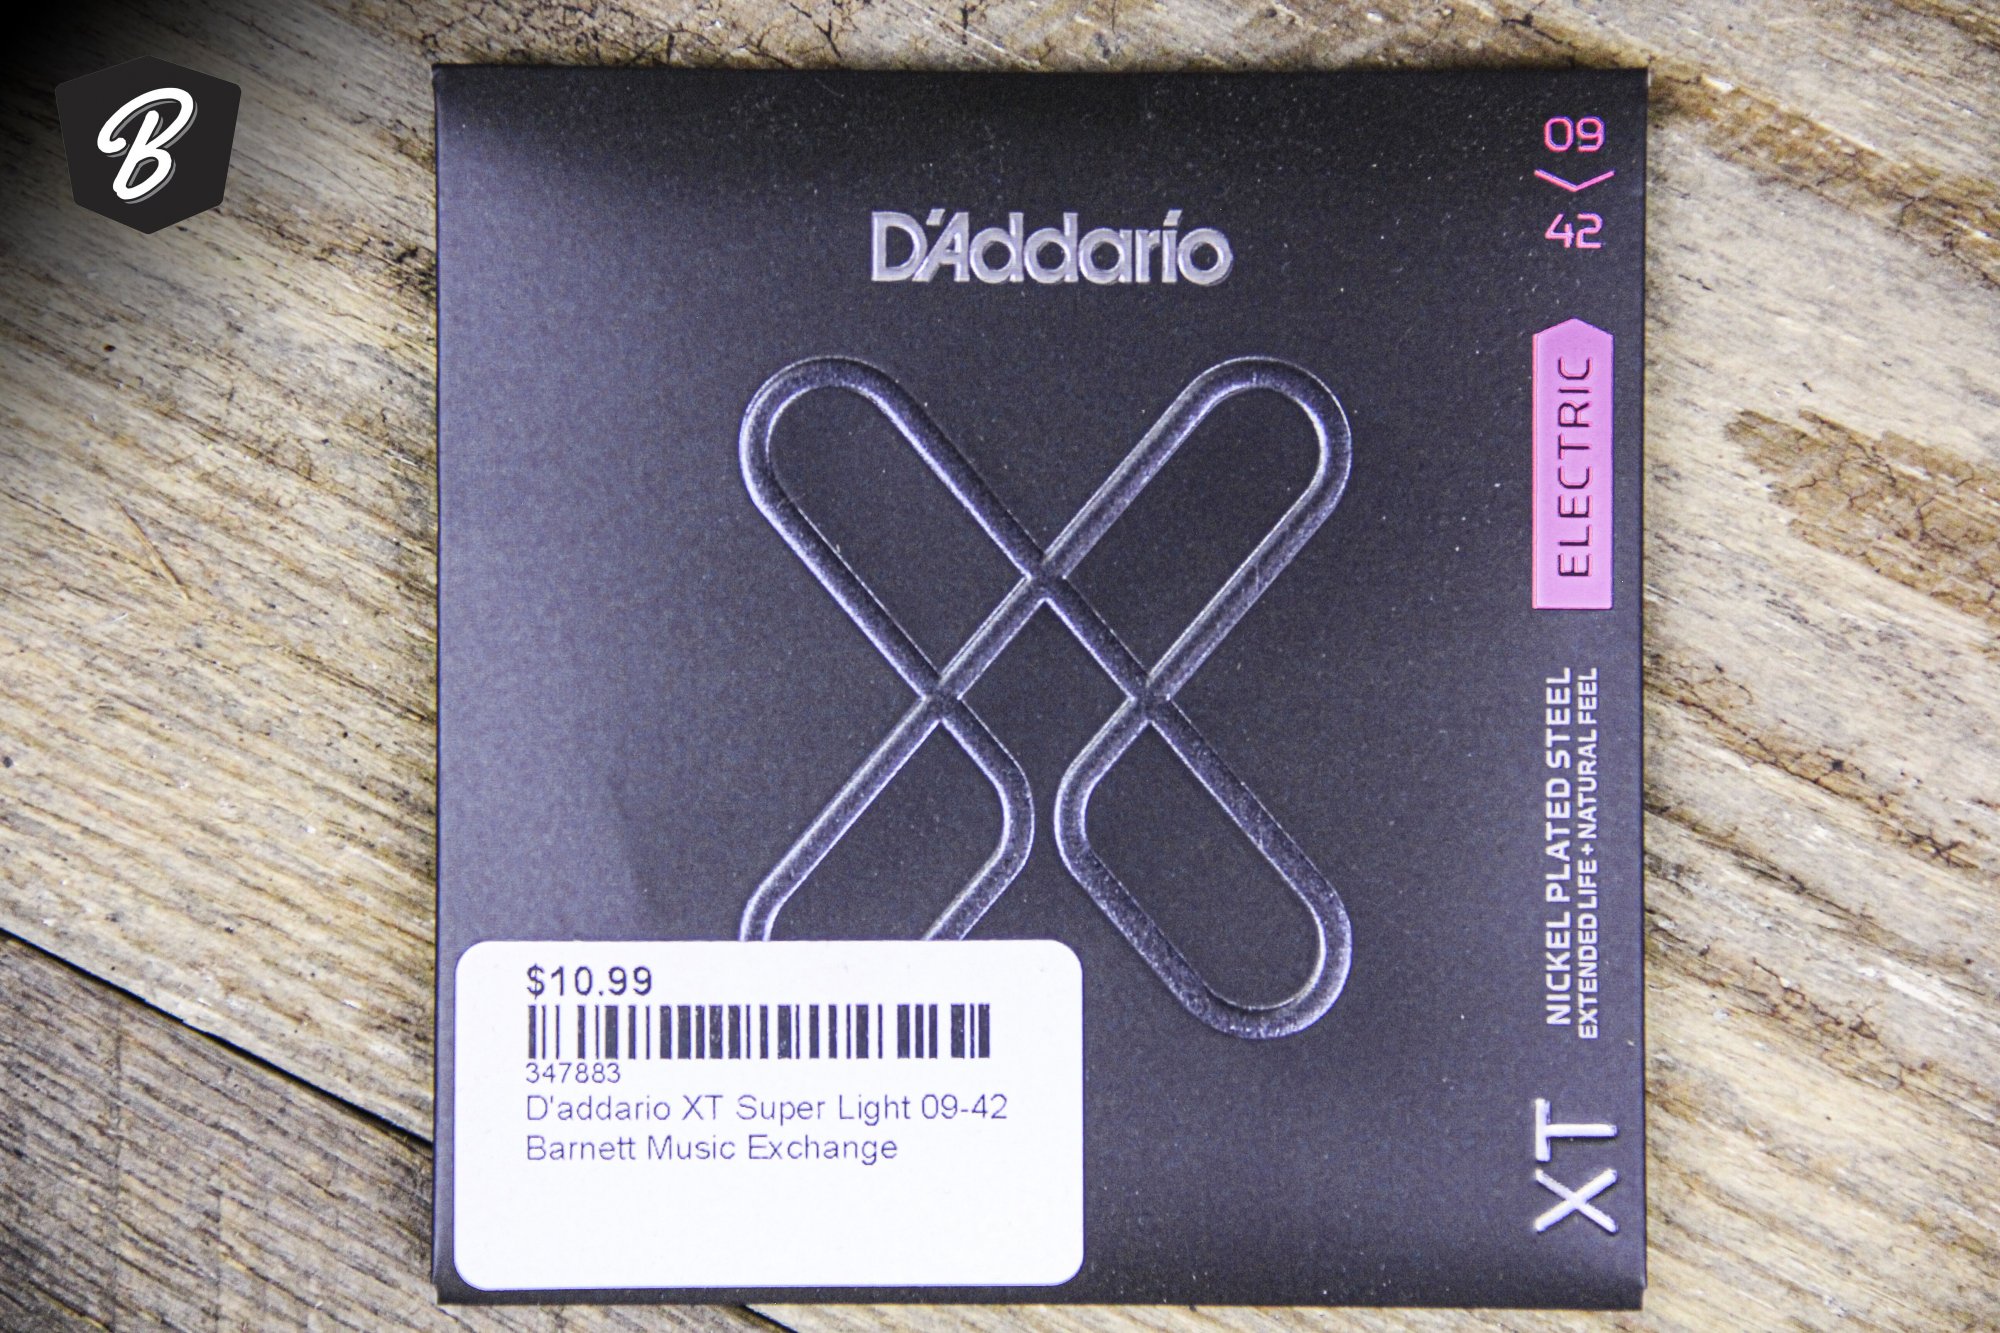 B
D'Addario
09
42
ELECTRIC
NICKEL PLATED STEEL
EXTENDED LIFE + NATURAL FEEL
XT
$10.99
347883
D'addario XT Super Light 09-42
Barnett Music Exchange